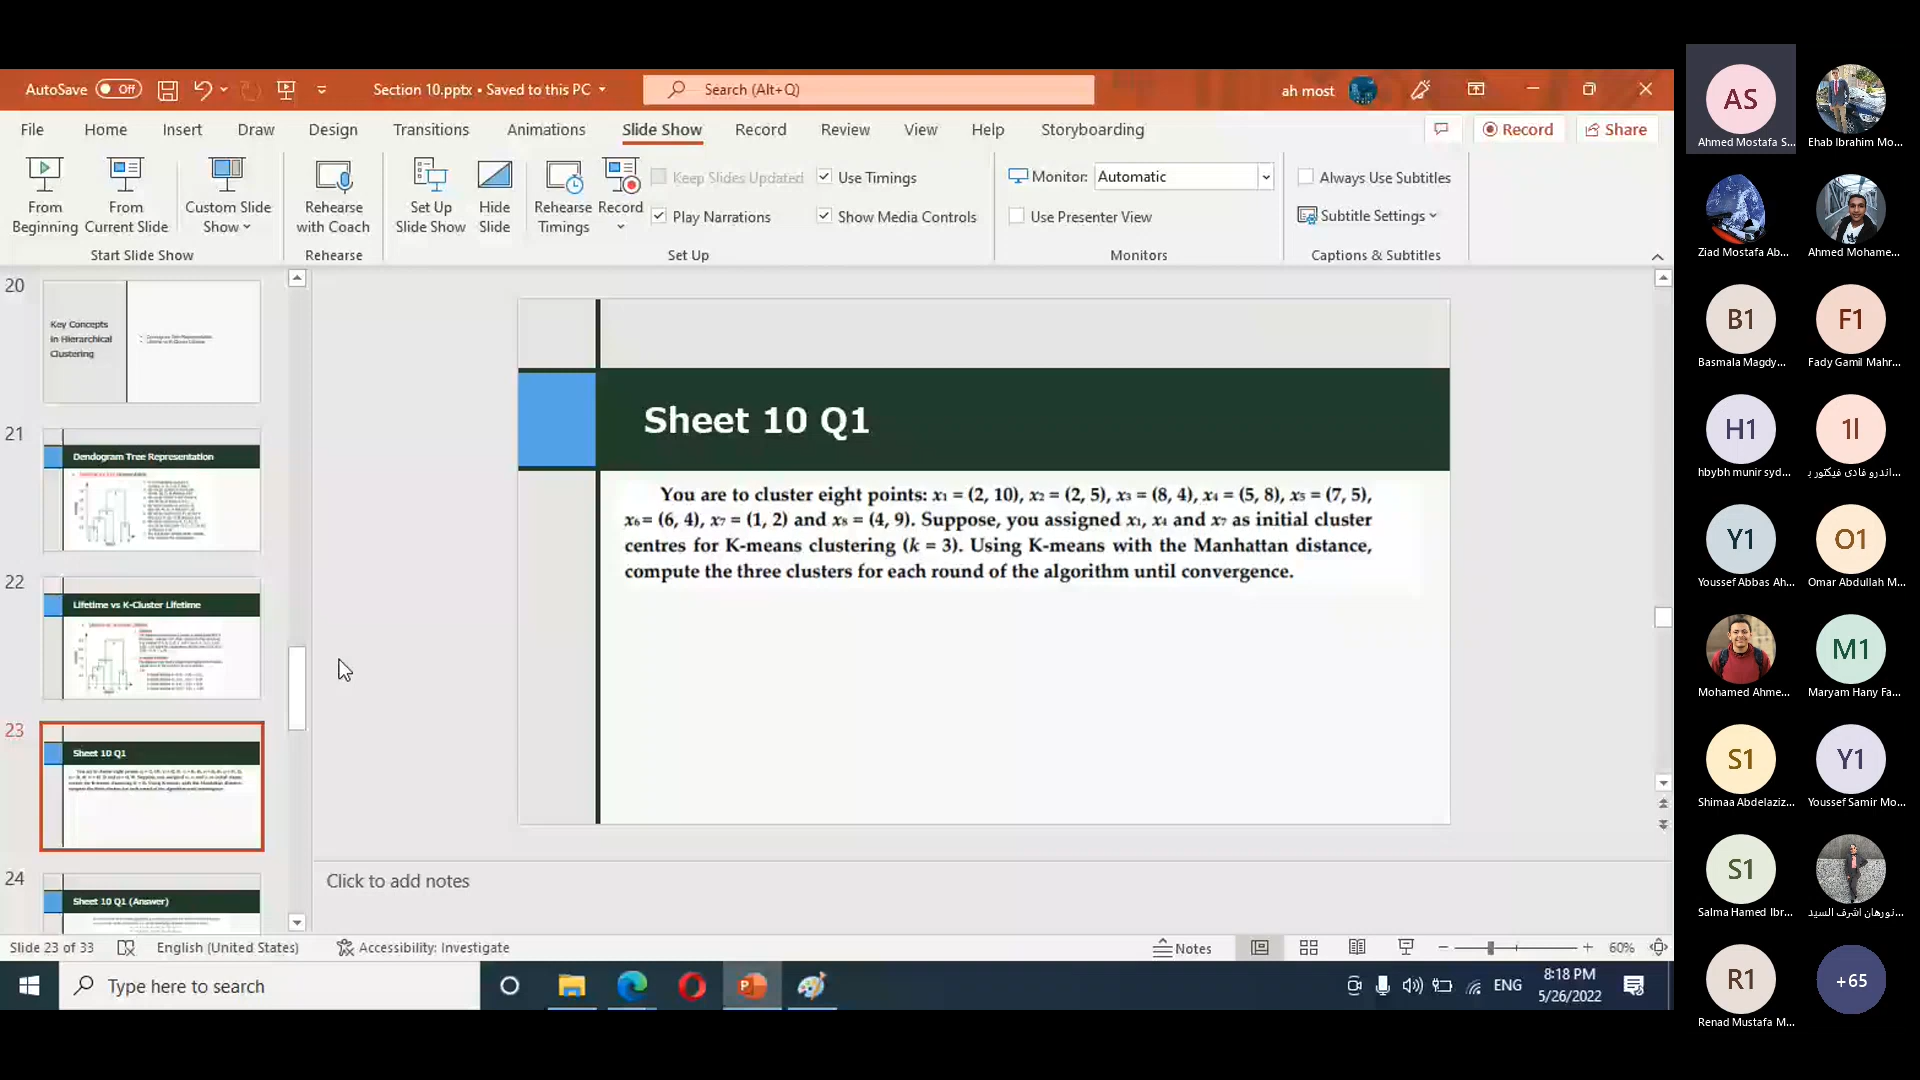 AutoSave Off Section 10.pptx • Saved to this PC Search (Alt+Q) ah most
File Home Insert Draw Design Transitions Animations Slide Show Record Review View Help Storyboarding Record Share
From Beginning
From Current Slide
Custom Slide Show
Start Slide Show
Rehearse with Coach
Rehearse
Set Up Slide Show
Hide Slide
Rehearse Timings
Record
Keep Slides Updated
Play Narrations
Use Timings
Show Media Controls
Set Up
Monitor: Automatic
Use Presenter View
Monitors
Always Use Subtitles
Subtitle Settings
Captions & Subtitles
20
Key Concepts
in Hierarchical
Clustering
21
Dendogram Tree Representation
22
Lifetime vs K-Cluster Lifetime
23
Sheet 10 Q1
24
Sheet 10 Q1 (Answer)
Sheet 10 Q1
You are to cluster eight points: x₁ = (2, 10), x₂ = (2, 5), x₃ = (8, 4), x₄ = (5, 8), x₅ = (7, 5),
x₆= (6, 4), x₇ = (1, 2) and x₈ = (4, 9). Suppose, you assigned x₁, x₄ and x₇ as initial cluster
centres for K-means clustering (k = 3). Using K-means with the Manhattan distance,
compute the three clusters for each round of the algorithm until convergence.
Click to add notes
Slide 23 of 33 English (United States) Accessibility: Investigate Notes 60%
Type here to search ENG 8:18 PM
5/26/2022
AS
Ahmed Mostafa S...
Ehab Ibrahim Mo...
Ziad Mostafa Ab...
Ahmed Mohame...
B1
Basmala Magdy...
F1
Fady Gamil Mahr...
H1
hbybh munir syd...
1ا
اندرو فادى فيكتور ب...
Y1
Youssef Abbas Ah...
O1
Omar Abdullah M...
Mohamed Ahme...
M1
Maryam Hany Fa...
S1
Shimaa Abdelaziz...
Y1
Youssef Samir Mo...
S1
Salma Hamed Ibr...
نورهان اشرف السيد...
R1
Renad Mustafa M...
+65